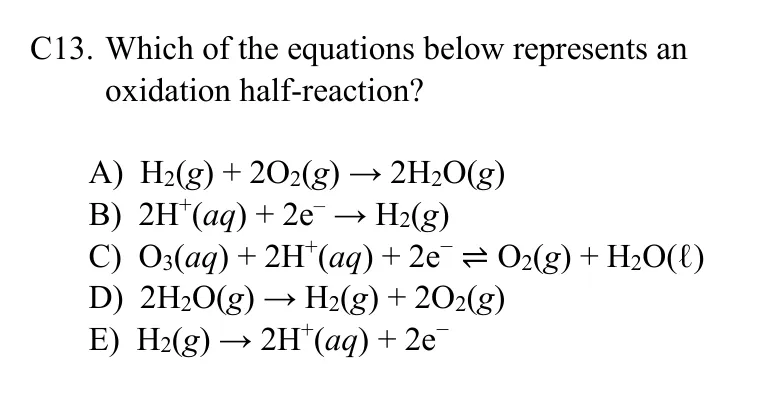 C13. Which of the equations below represents an
oxidation half-reaction?
A) H₂(g) + 2O₂(g) → 2H₂O(g)
B) 2H⁺(aq) + 2e⁻ → H₂(g)
C) O₃(aq) + 2H⁺(aq) + 2e⁻ ⇌ O₂(g) + H₂O(ℓ)
D) 2H₂O(g) → H₂(g) + 2O₂(g)
E) H₂(g) → 2H⁺(aq) + 2e⁻